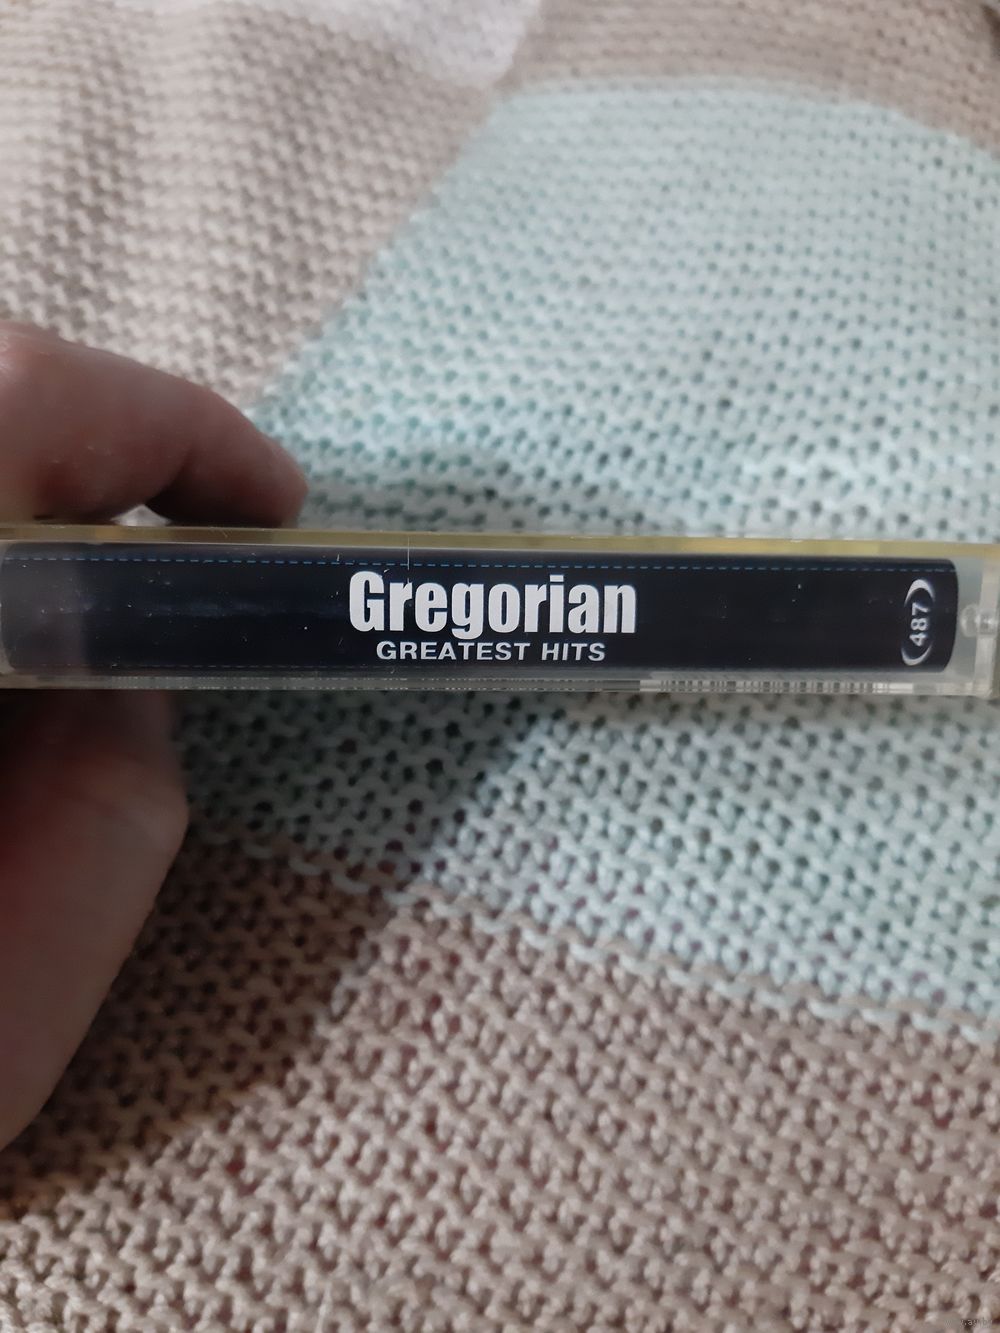 Gregorian
GREATEST HITS
(487)